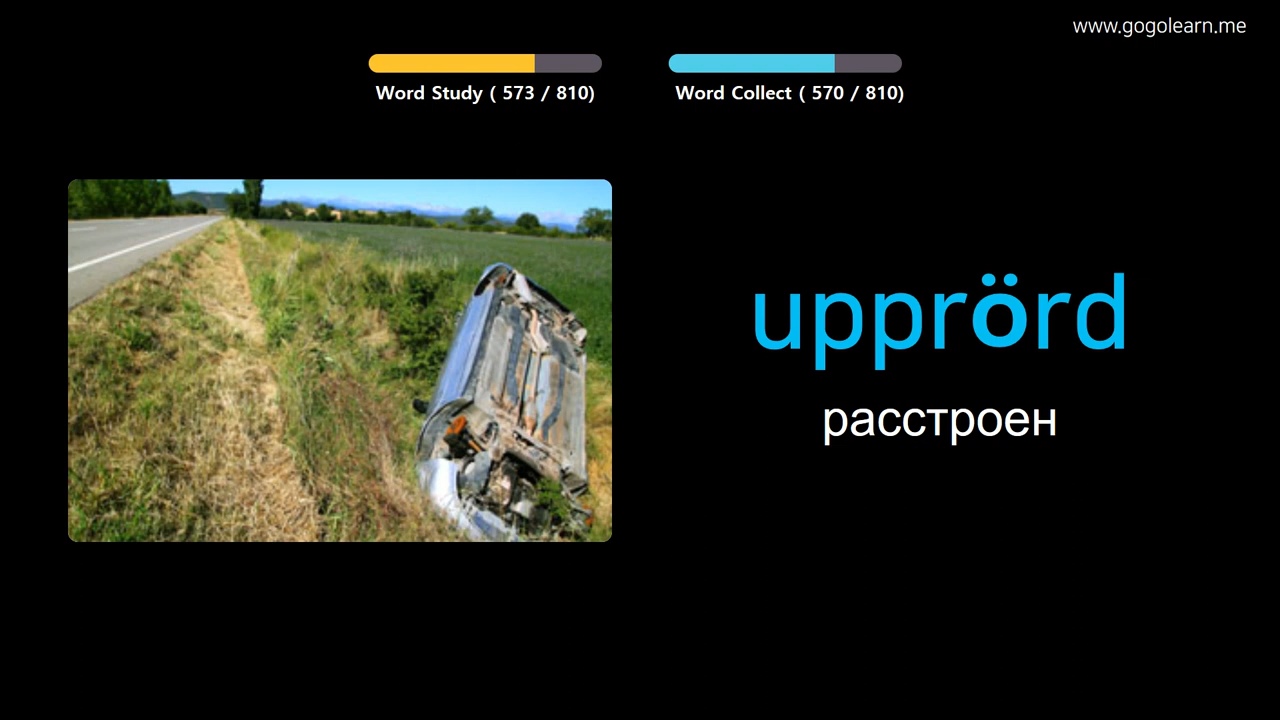 www.gogolearn.me
Word Study ( 573 / 810)
Word Collect ( 570 / 810)
upprörd
расстроен